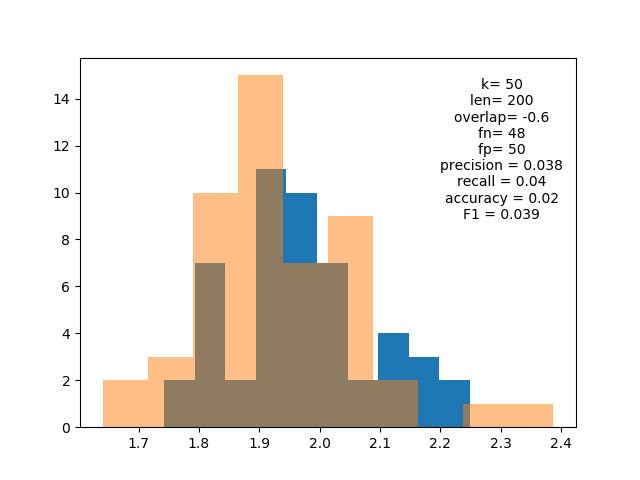 k= 50
len= 200
overlap= -0.6
fn= 48
fp= 50
precision = 0.038
recall = 0.04
accuracy = 0.02
F1 = 0.039
14
12
10
8
6
4
2
0
1.7 1.8 1.9 2.0 2.1 2.2 2.3 2.4